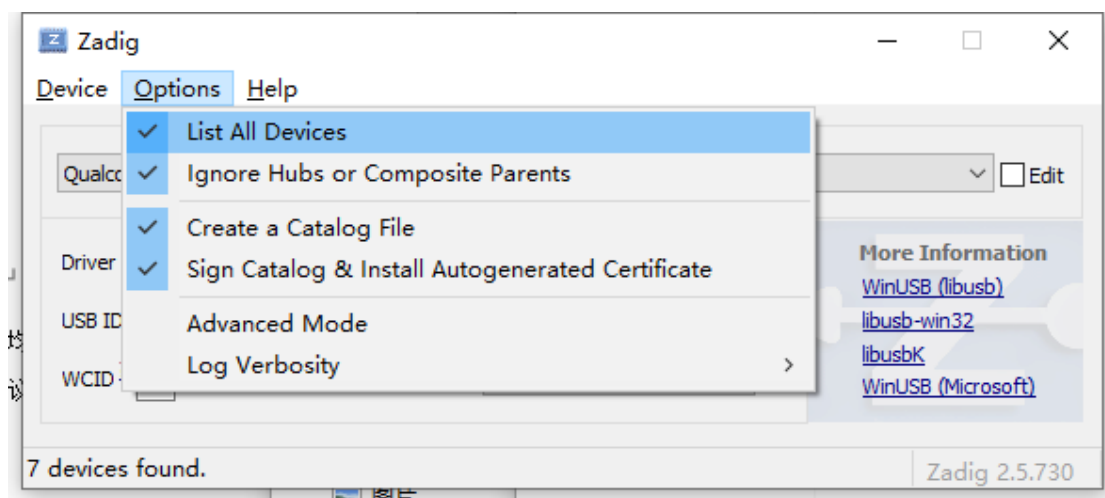 Zadig
Device Options Help
List All Devices
Ignore Hubs or Composite Parents
Create a Catalog File
Sign Catalog & Install Autogenerated Certificate
Advanced Mode
Log Verbosity
Edit
Driver
USB ID
WCID
More Information
WinUSB (libusb)
libusb-win32
libusbK
WinUSB (Microsoft)
7 devices found.
Zadig 2.5.730